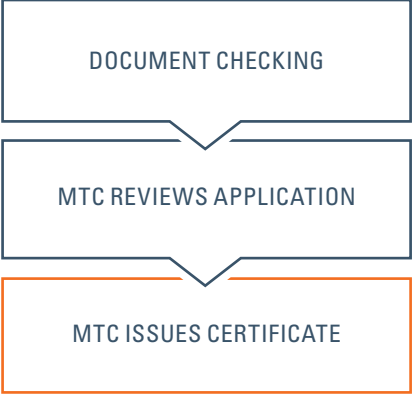 DOCUMENT CHECKING
MTC REVIEWS APPLICATION
MTC ISSUES CERTIFICATE